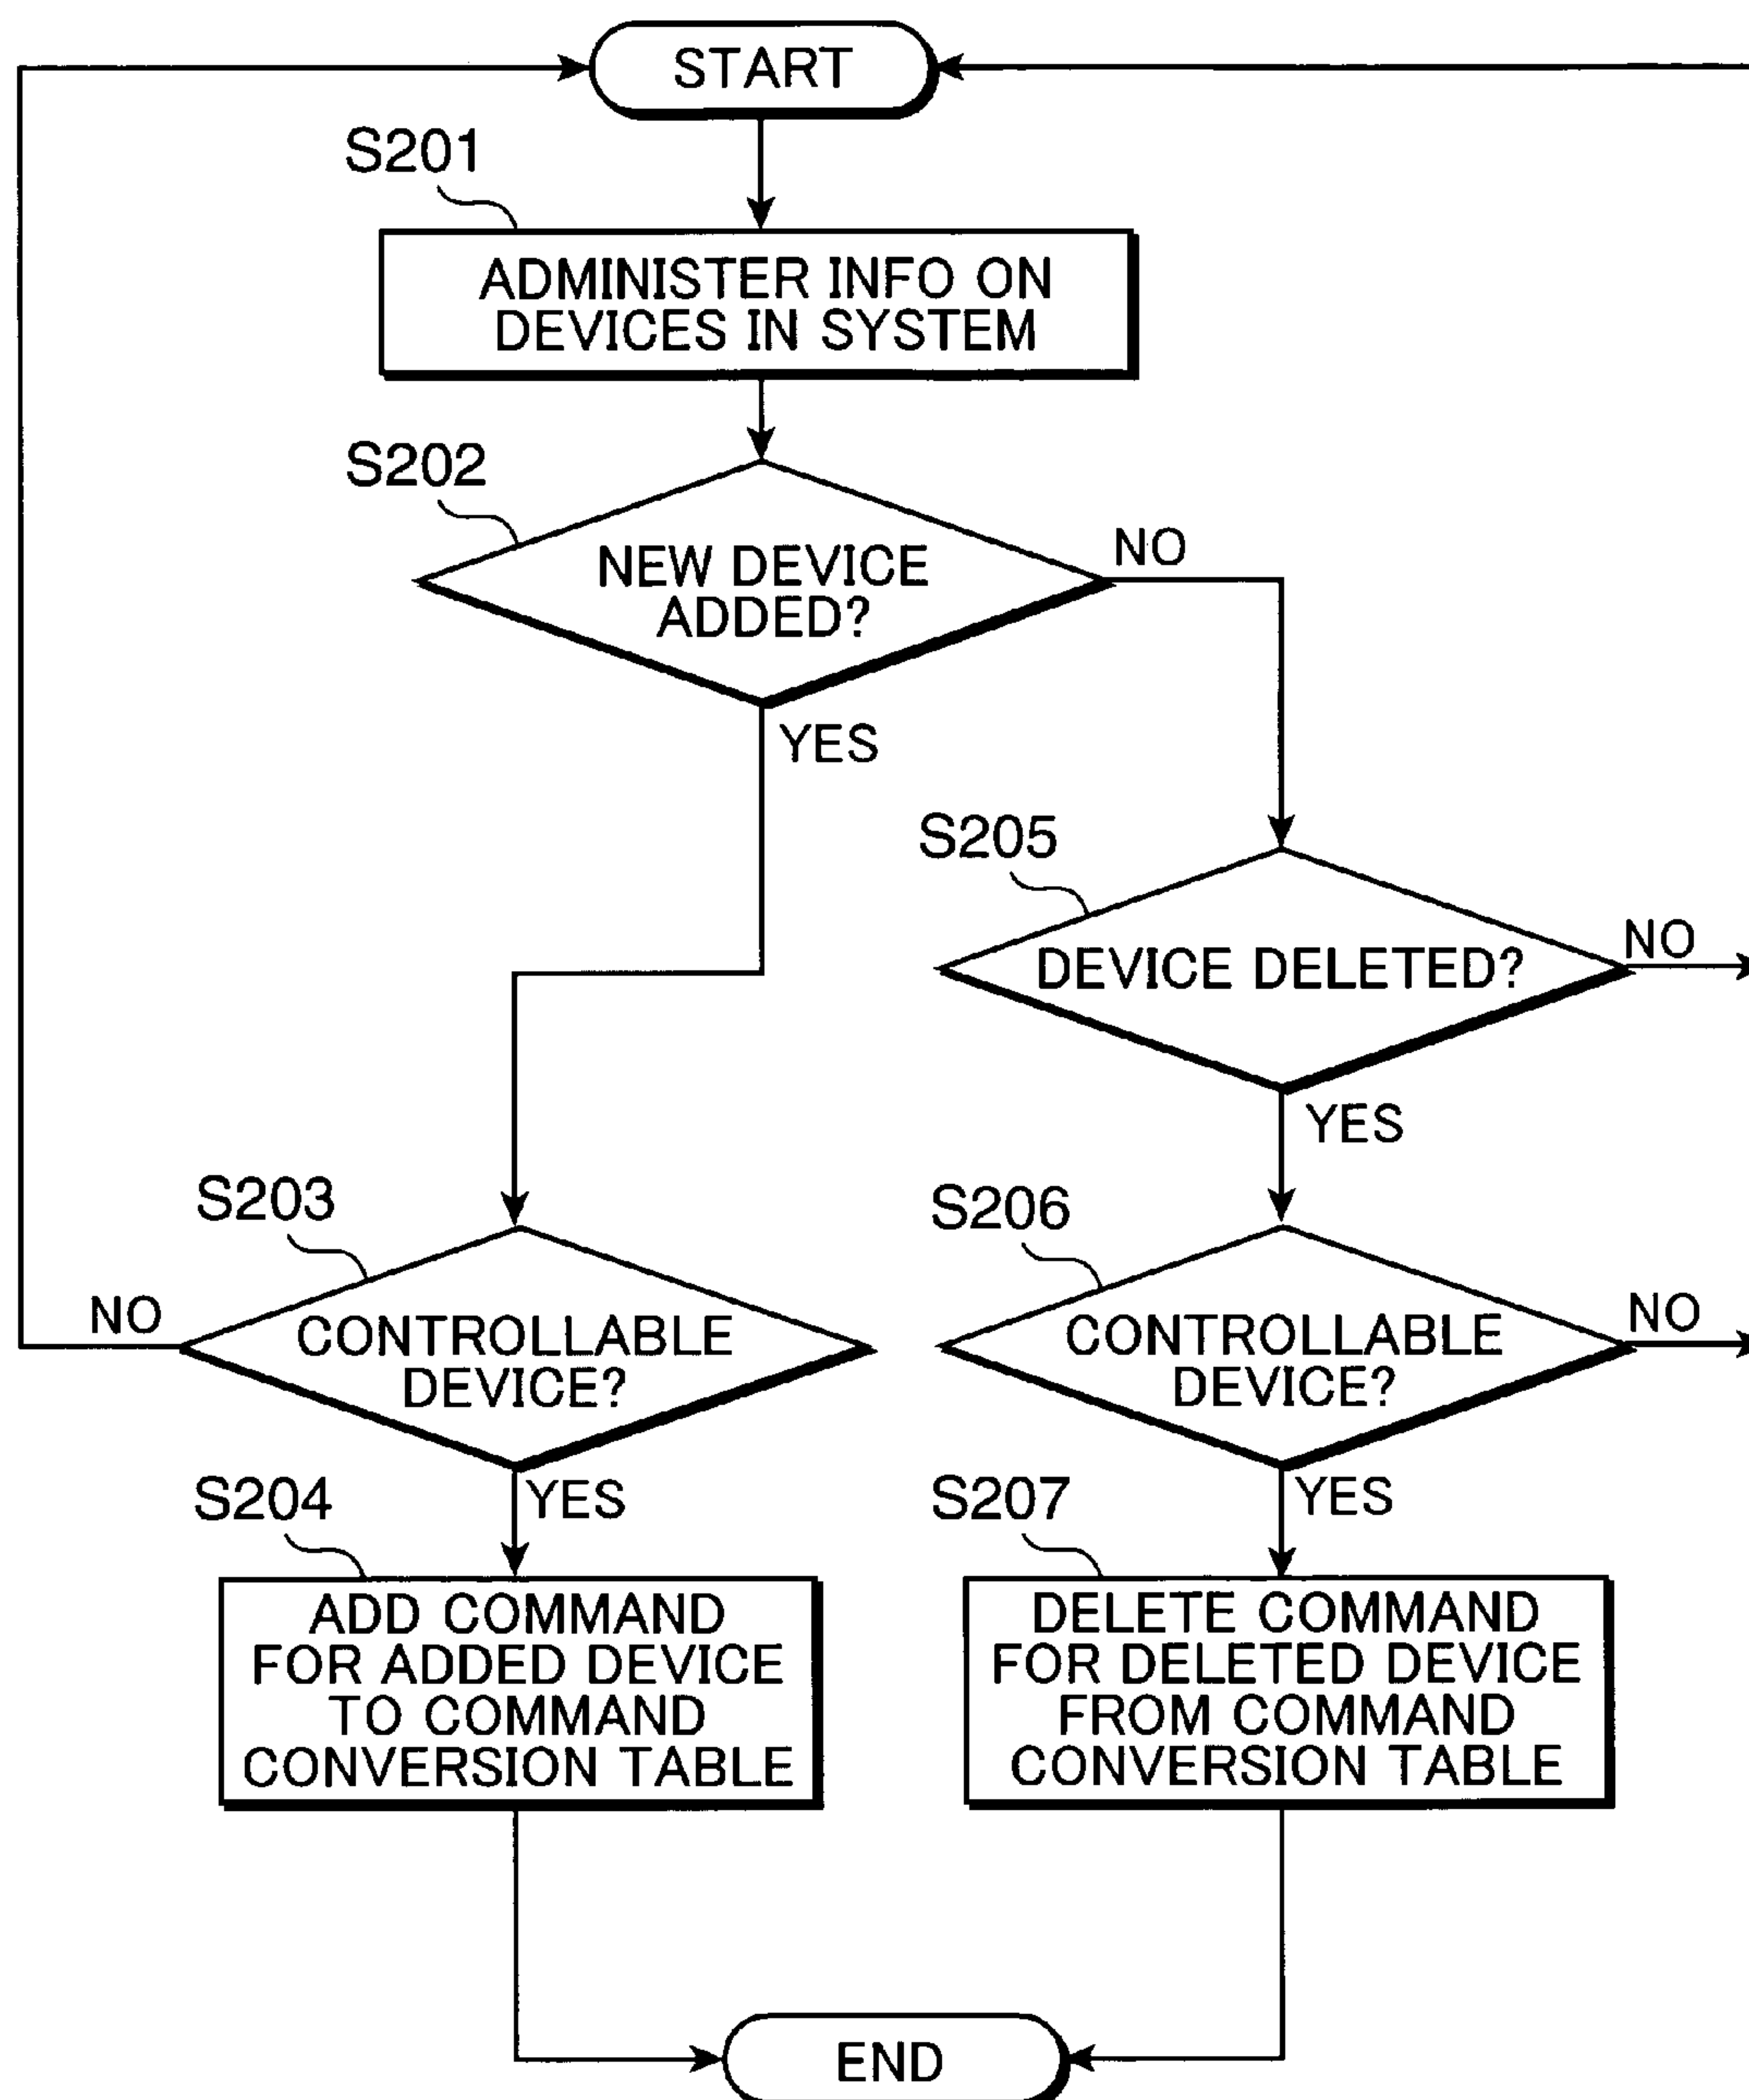 START
S201
ADMINISTER INFO ON
DEVICES IN SYSTEM
S202
NEW DEVICE
ADDED?
NO
YES
S205
DEVICE DELETED?
NO
YES
S203
CONTROLLABLE
DEVICE?
NO
YES
S206
CONTROLLABLE
DEVICE?
NO
YES
S204
ADD COMMAND
FOR ADDED DEVICE
TO COMMAND
CONVERSION TABLE
S207
DELETE COMMAND
FOR DELETED DEVICE
FROM COMMAND
CONVERSION TABLE
END